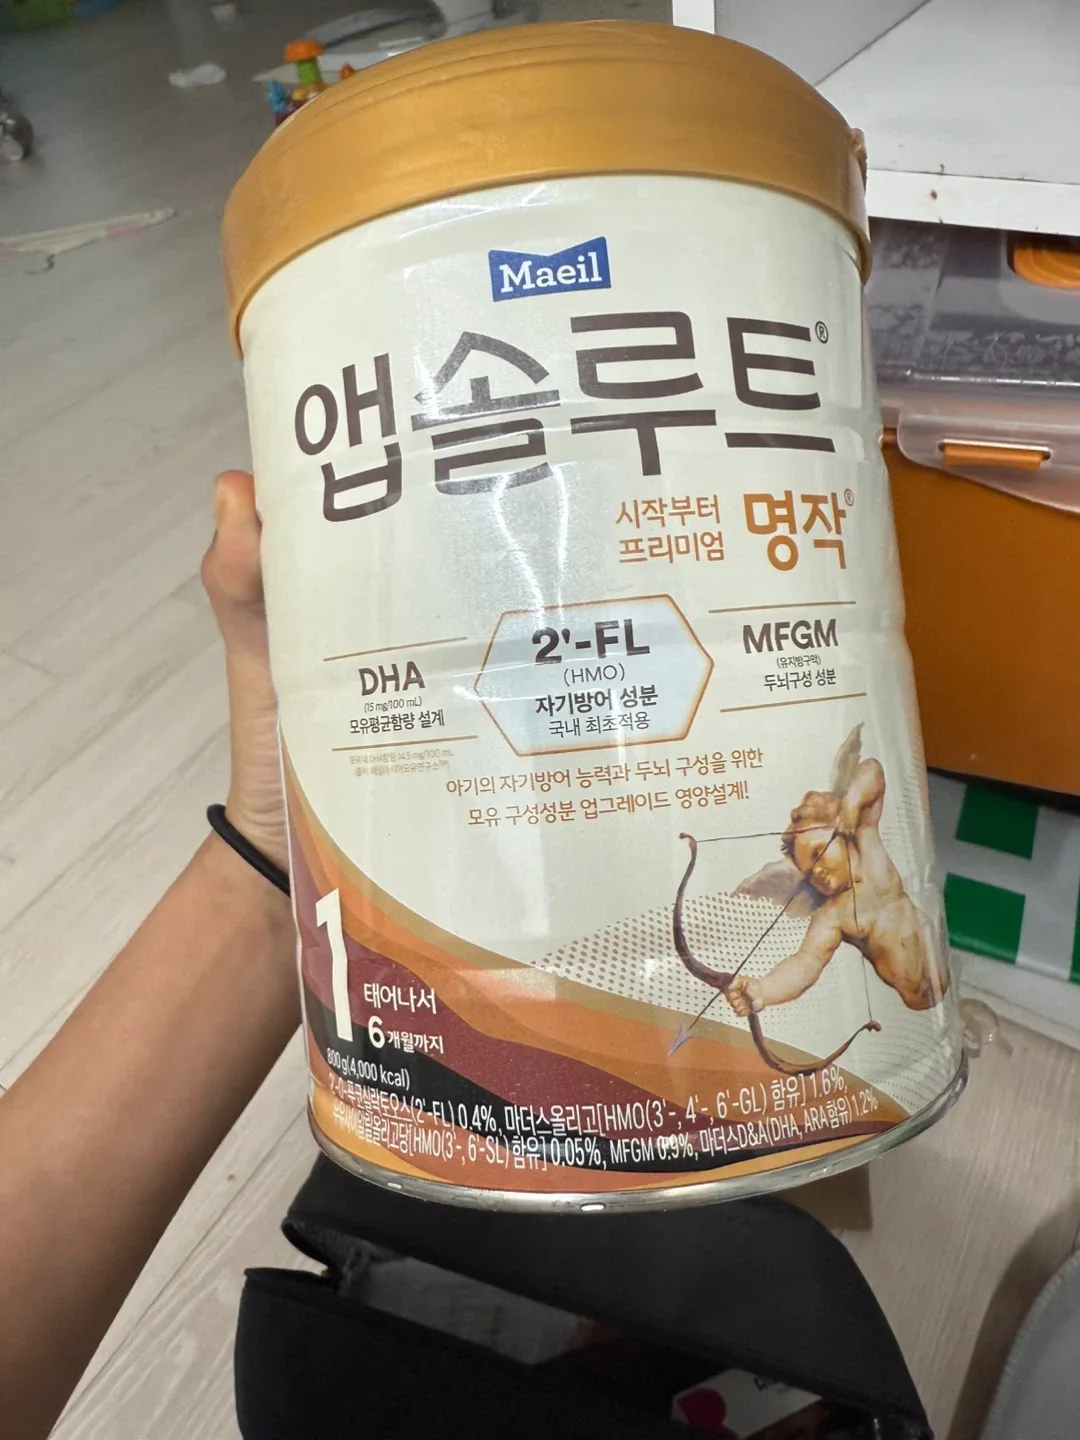 Maeil
앱솔루트®
시작부터
프리미엄
명작®
DHA
(15 mg/100 mL)
모유평균함량 설계
2'-FL
(HMO)
자기방어 성분
국내 최초적용
MFGM
(유지방구막)
두뇌구성 성분
아기의 자기방어 능력과 두뇌 구성을 위한
모유 구성성분 업그레이드 영양설계!
1
태어나서
6개월까지
800 g(4,000 kcal)
2'-O-푸코실락토오스(2'-FL) 0.4%, 마더스올리고[HMO(3'-, 4'-, 6'-GL) 함유] 1.6%,
[HMO(3'-, 6'-SL) 함유] 0.05%, MFGM 0.9%, 마더스D&A(DHA, ARA 함유) 1.2%